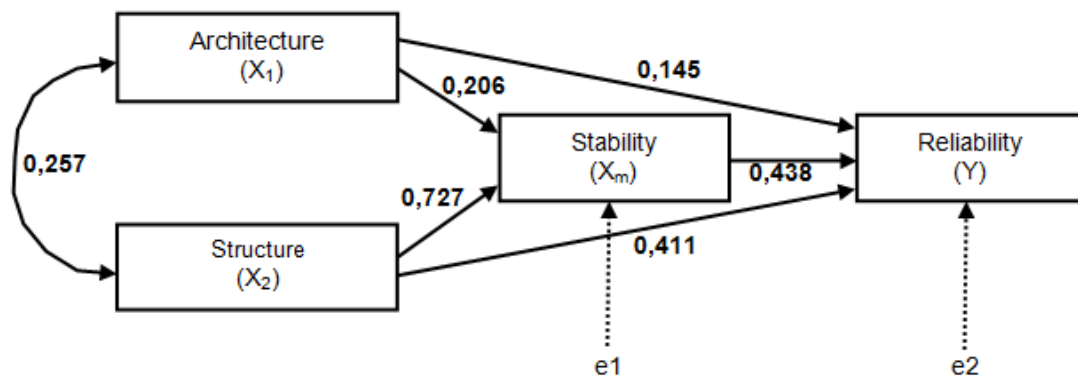 Architecture
(X₁)
0,145
0,206
0,257
Stability
(Xₘ)
Reliability
(Y)
0,438
0,727
Structure
(X₂)
0,411
e1
e2